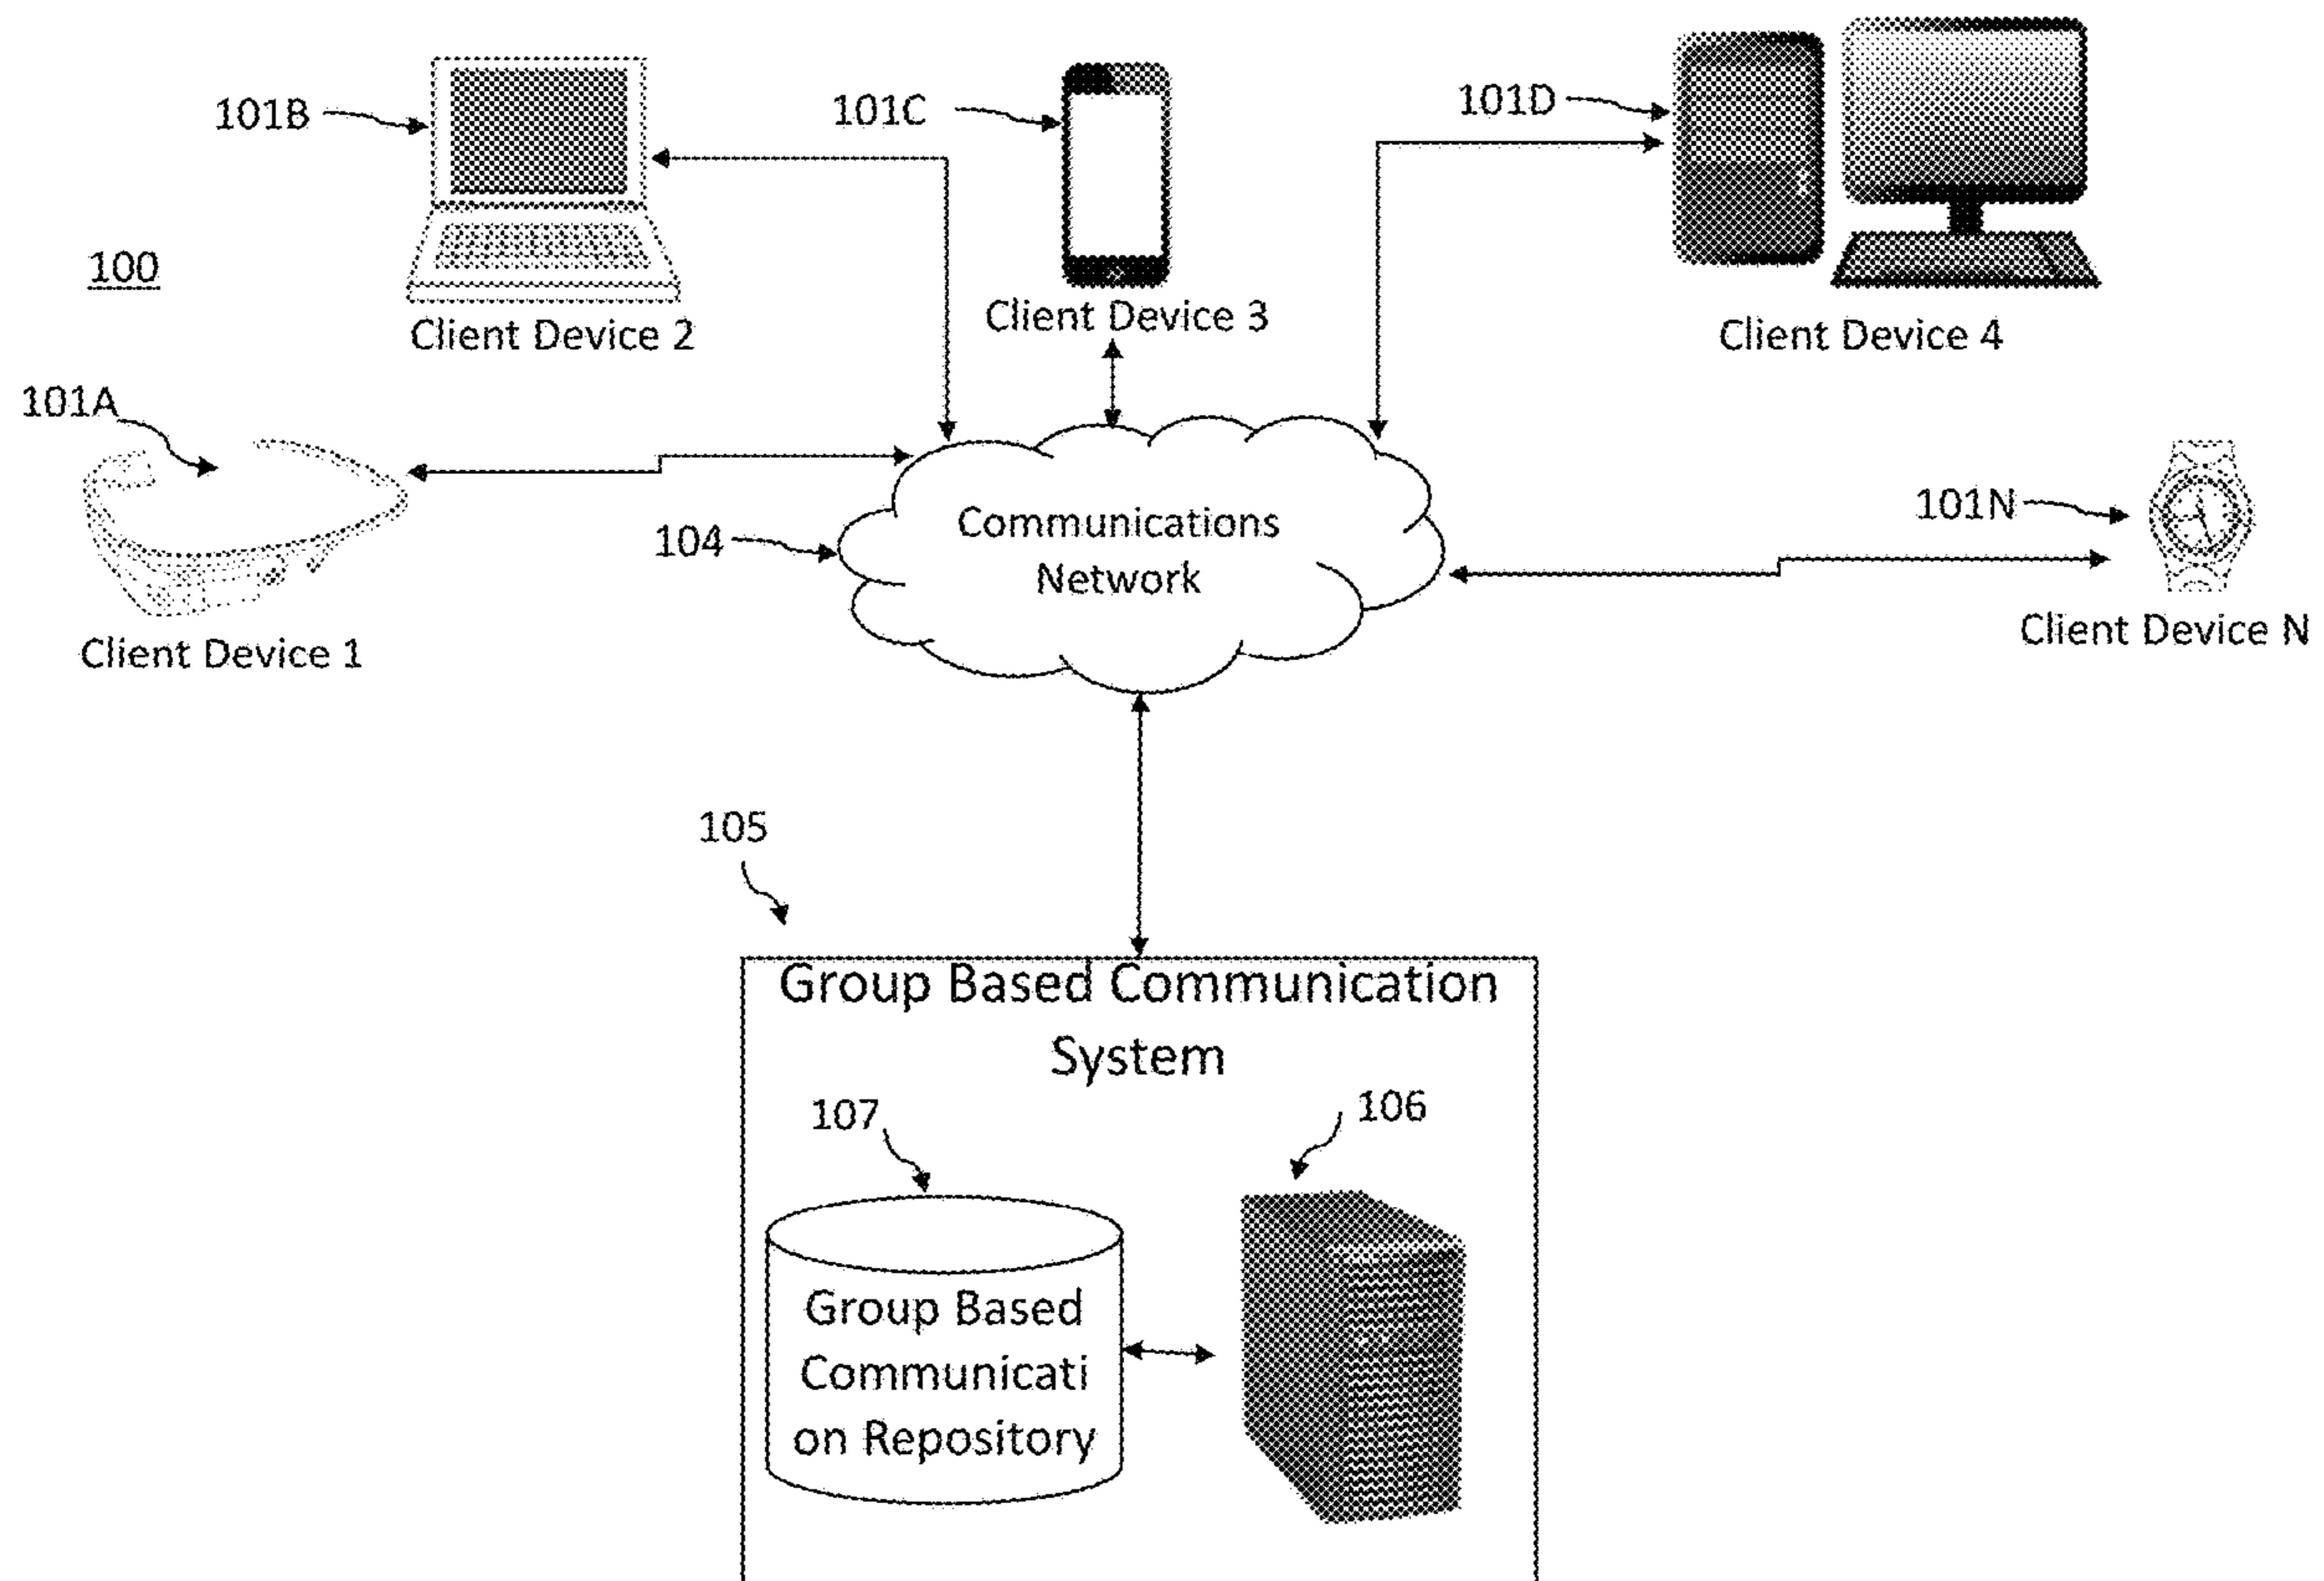 101B
101C
101D
100
Client Device 2
Client Device 3
Client Device 4
101A
101N
104
Communications
Network
Client Device 1
Client Device N
105
Group Based Communication
System
107
106
Group Based
Communicati
on Repository